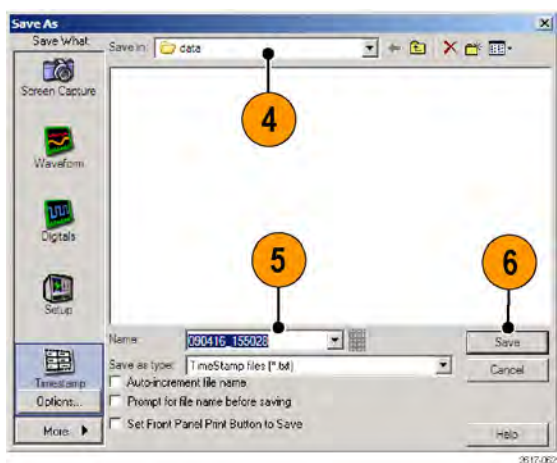 Save As
Save What
Save in: data
4
Screen Capture
Waveform
Digitals
5
6
Setup
Name: 090416_155028
Save
Save as type: TimeStamp files (*.txt)
Cancel
Timestamp
Auto-increment file name
Options...
Prompt for file name before saving
Set Front Panel Print Button to Save
More
Help
2617-062